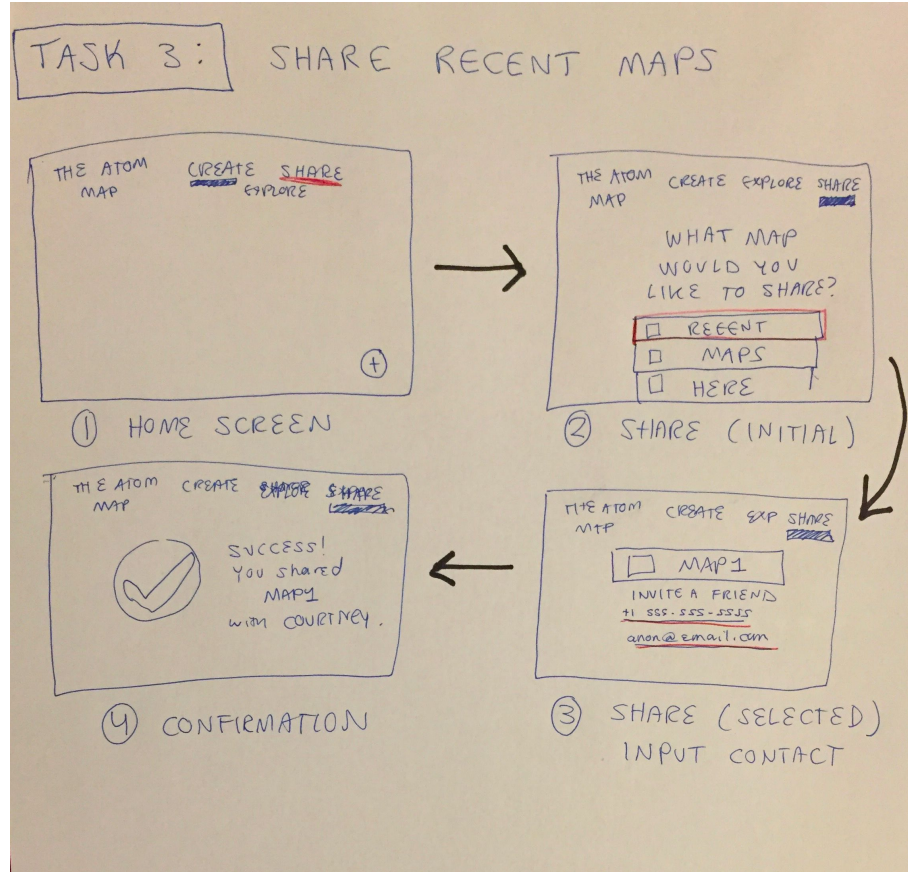 TASK 3: SHARE RECENT MAPS
THE ATOM CREATE SHARE
MAP EXPLORE
+
① HOME SCREEN
THE ATOM CREATE EXPLORE SHARE
MAP
WHAT MAP
WOULD YOU
LIKE TO SHARE?
RECENT
MAPS
HERE
② SHARE (INITIAL)
THE ATOM CREATE EXP SHARE
MAP
MAP1
INVITE A FRIEND
+1 555-555-5555
anon@email.com
③ SHARE (SELECTED)
INPUT CONTACT
THE ATOM CREATE EXPLORE SHARE
MAP
SUCCESS!
You shared
MAP1
with COURTNEY.
④ CONFIRMATION